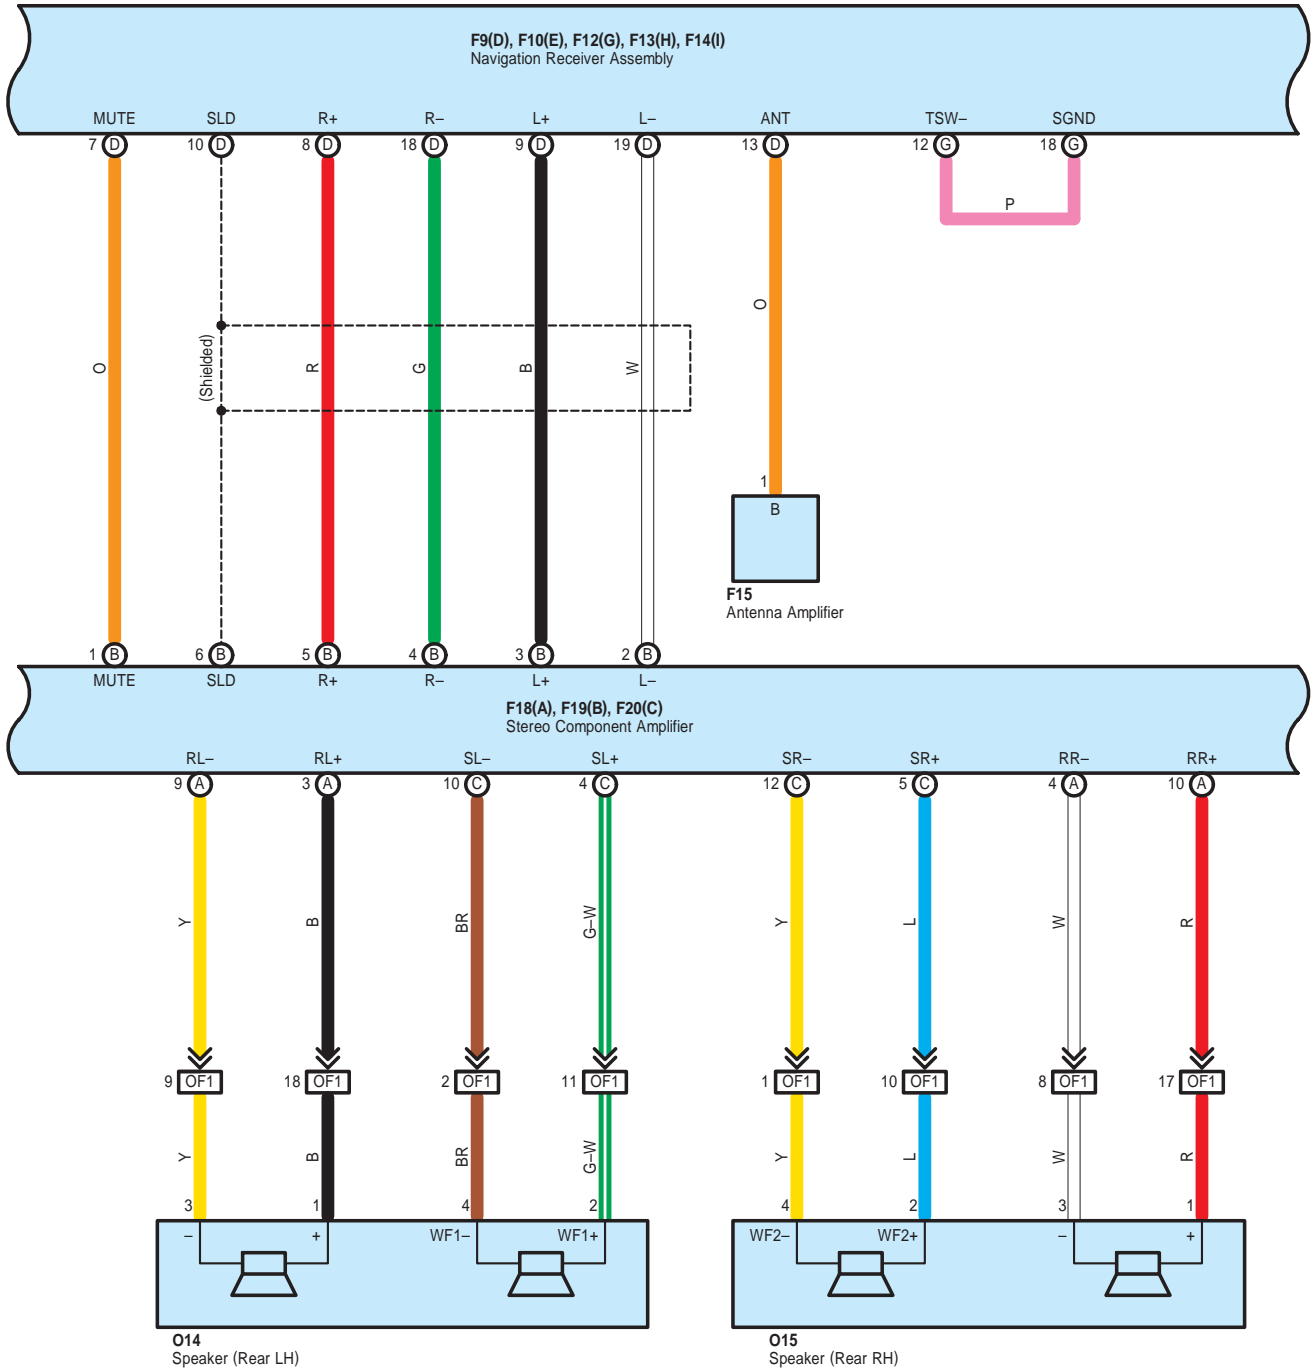 F9(D), F10(E), F12(G), F13(H), F14(I)
Navigation Receiver Assembly
MUTE SLD R+ R– L+ L– ANT TSW– SGND
7 D 10 D 8 D 18 D 9 D 19 D 13 D 12 G 18 G
P
O
O (Shielded) R G B W
1
B
F15
Antenna Amplifier
1 B 6 B 5 B 4 B 3 B 2 B
MUTE SLD R+ R– L+ L–
F18(A), F19(B), F20(C)
Stereo Component Amplifier
RL– RL+ SL– SL+ SR– SR+ RR– RR+
9 A 3 A 10 C 4 C 12 C 5 C 4 A 10 A
Y B BR G–W Y L W R
9 OF1 18 OF1 2 OF1 11 OF1 1 OF1 10 OF1 8 OF1 17 OF1
Y B BR G–W Y L W R
3 1 4 2 4 2 3 1
– + WF1– WF1+ WF2– WF2+ – +
O14
Speaker (Rear LH)
O15
Speaker (Rear RH)